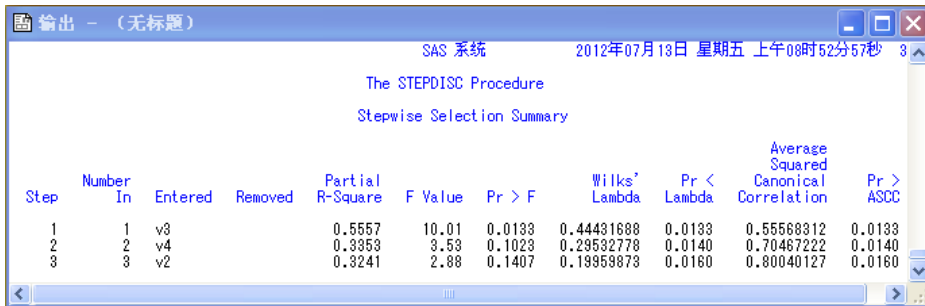 输出 - （无标题）
SAS 系统 2012年07月13日 星期五 上午08时52分57秒 3
The STEPDISC Procedure
Stepwise Selection Summary
Average
Squared
Number Partial Wilks' Pr < Canonical Pr >
Step In Entered Removed R-Square F Value Pr > F Lambda Lambda Correlation ASCC
1 1 v3 0.5557 10.01 0.0133 0.44431688 0.0133 0.55568312 0.0133
2 2 v4 0.3353 3.53 0.1023 0.29532778 0.0140 0.70467222 0.0140
3 3 v2 0.3241 2.88 0.1407 0.19959873 0.0160 0.80040127 0.0160